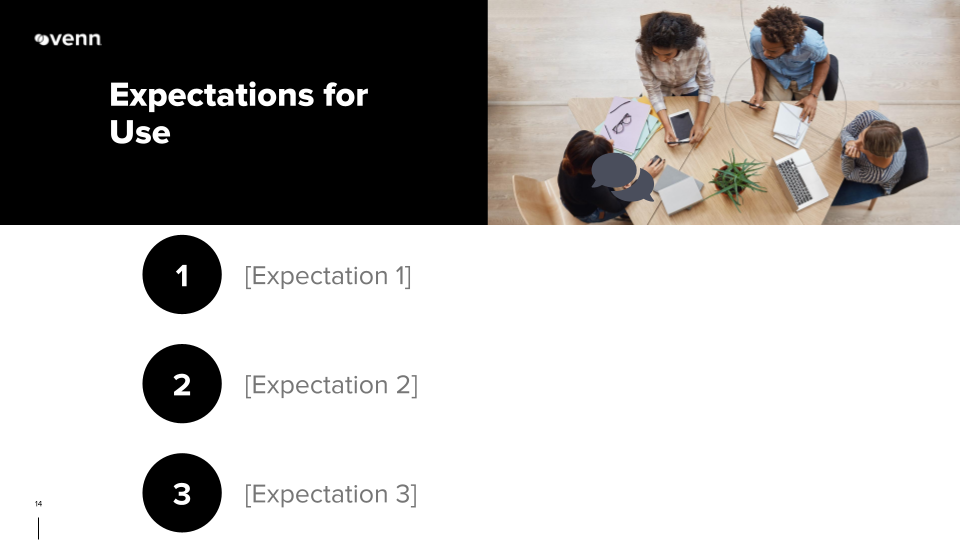 venn
Expectations for
Use
1
[Expectation 1]
2
[Expectation 2]
3
[Expectation 3]
14